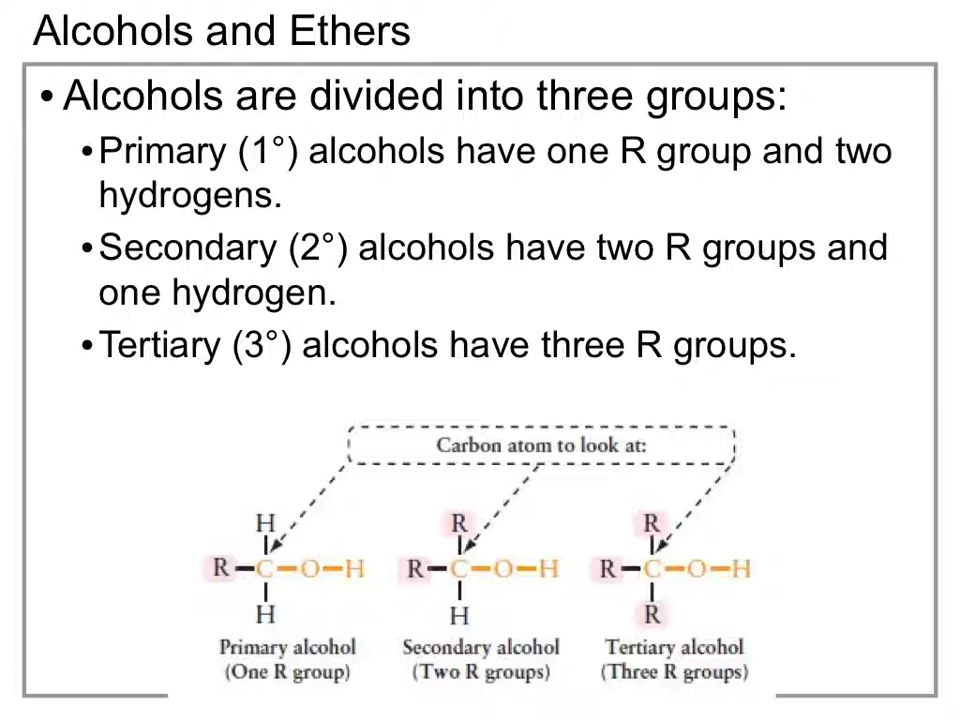 Alcohols and Ethers
• Alcohols are divided into three groups:
• Primary (1°) alcohols have one R group and two
hydrogens.
• Secondary (2°) alcohols have two R groups and
one hydrogen.
• Tertiary (3°) alcohols have three R groups.
Carbon atom to look at:
H R R
R—C—O—H R—C—O—H R—C—O—H
H H R
Primary alcohol Secondary alcohol Tertiary alcohol
(One R group) (Two R groups) (Three R groups)